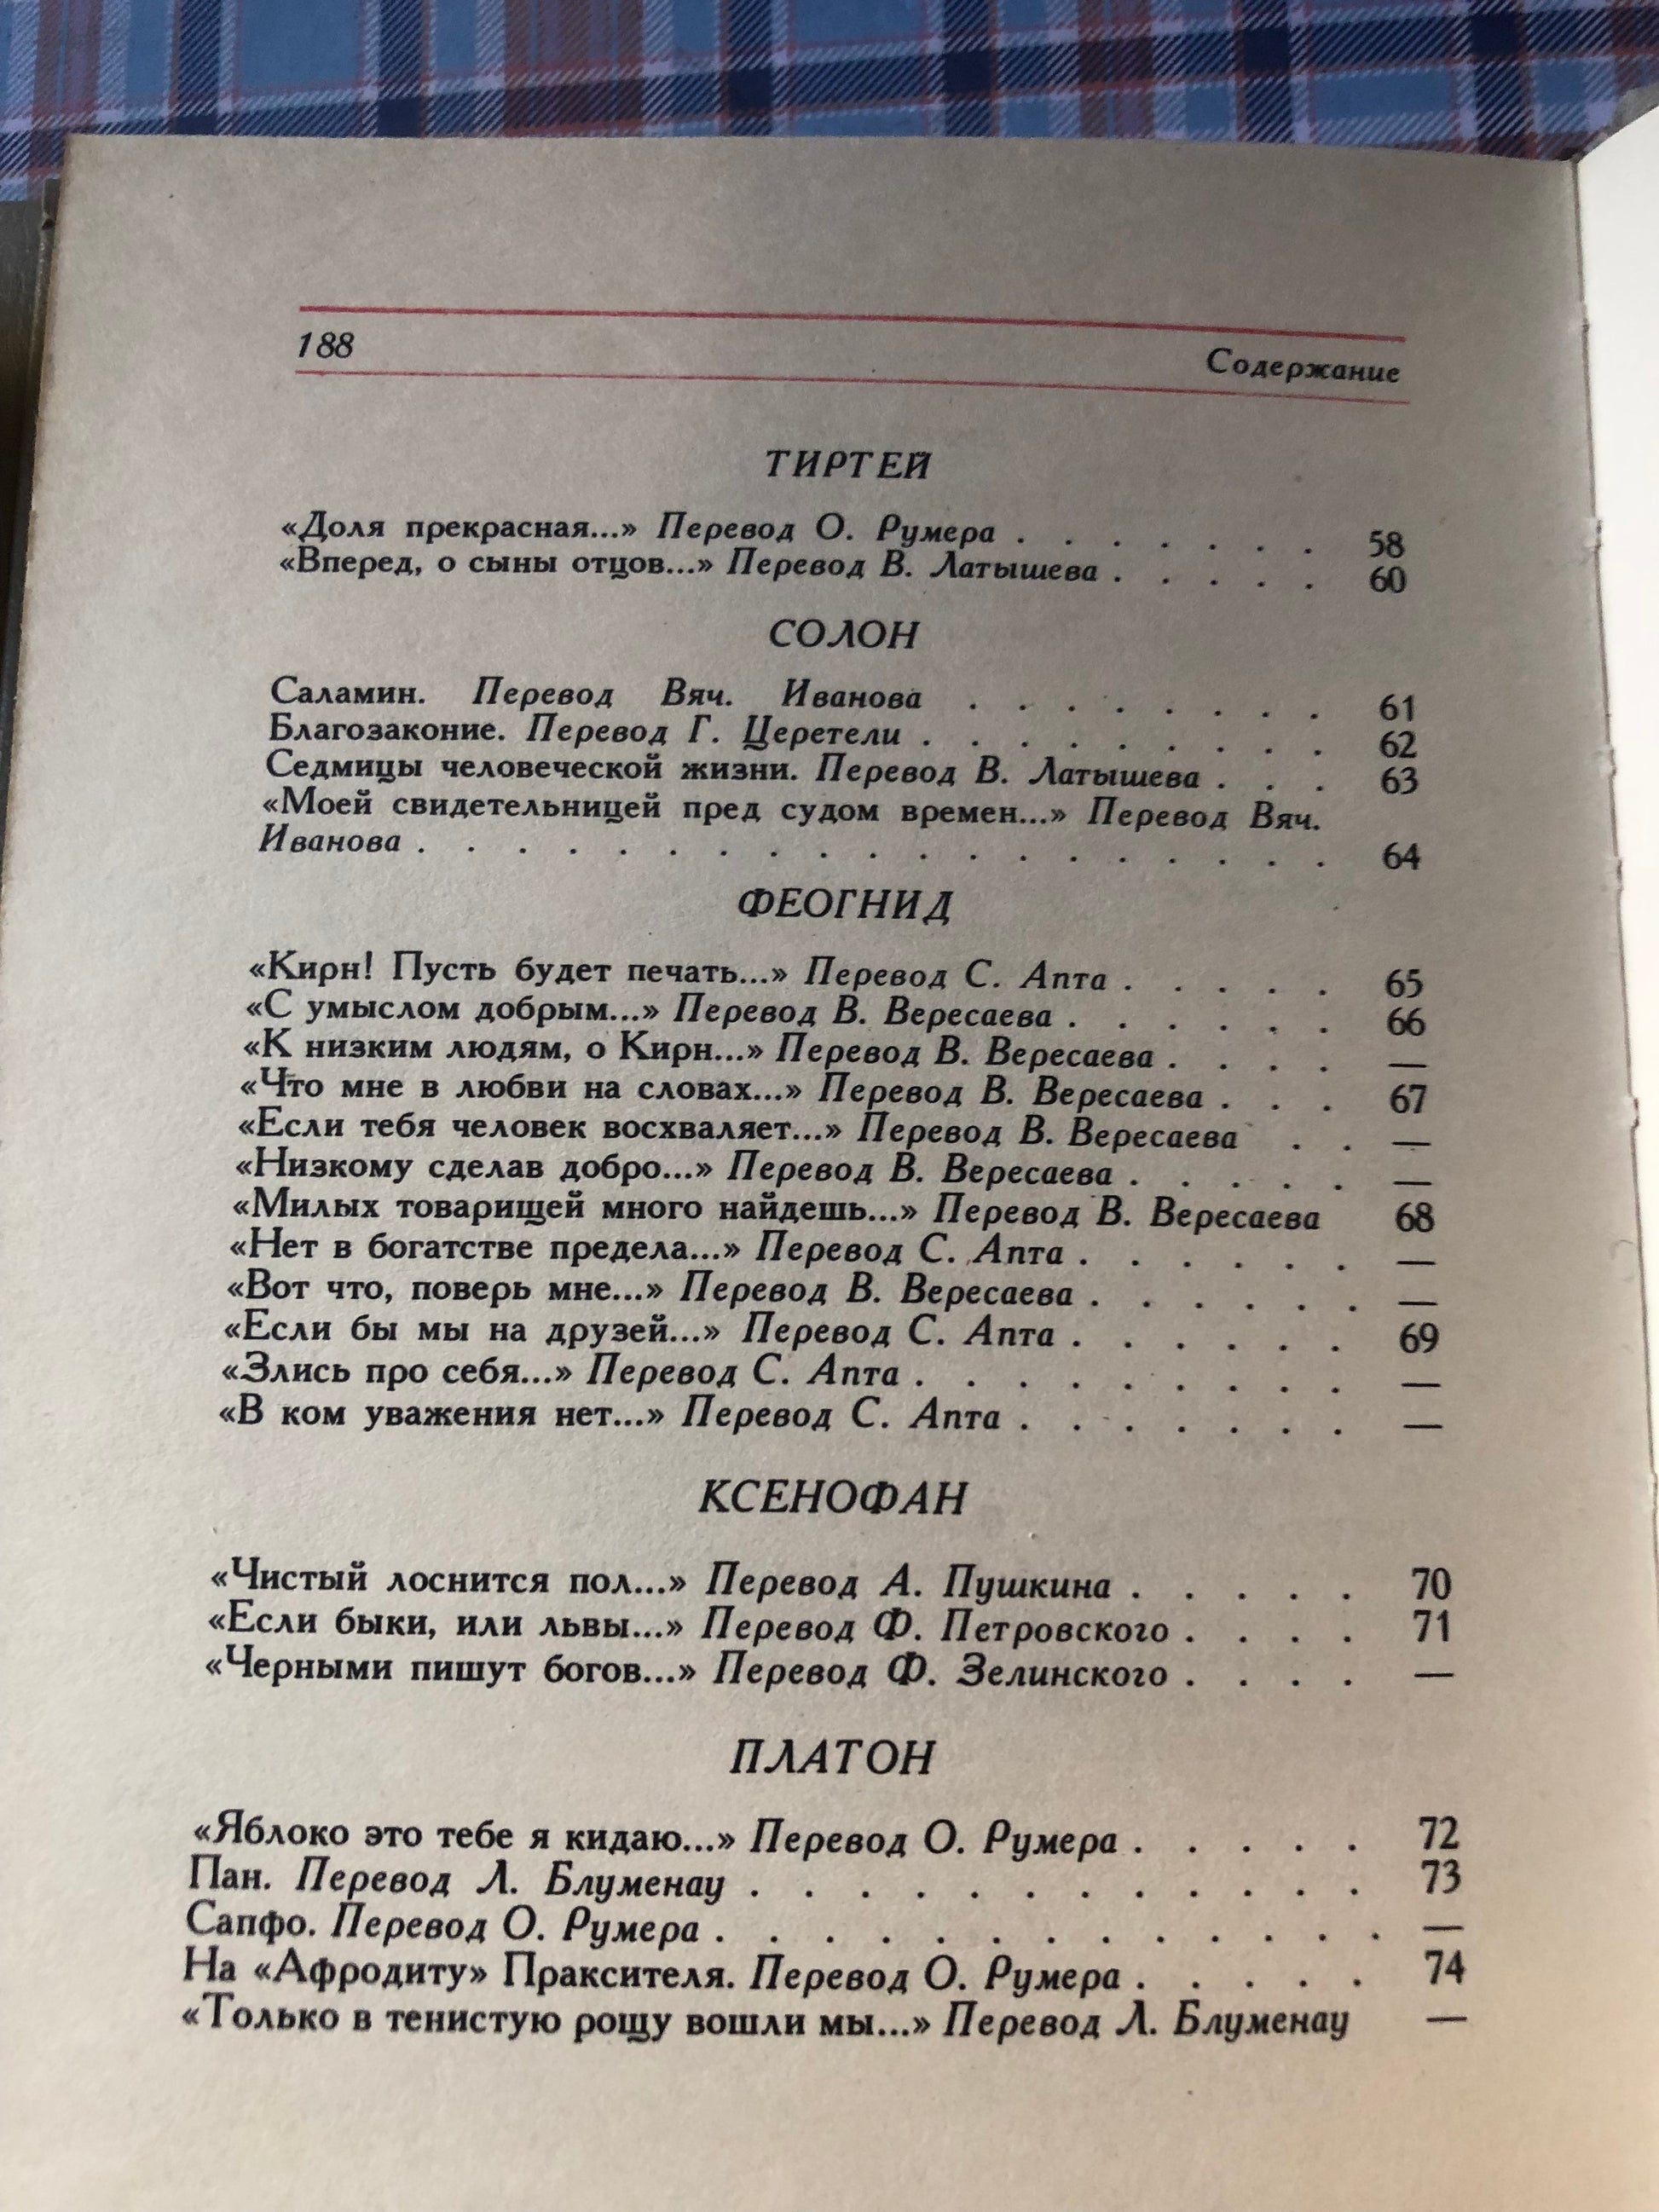 188
Содержание
ТИРТЕЙ
«Доля прекрасная...» Перевод О. Румера . . . . . . . 58
«Вперед, о сыны отцов...» Перевод В. Латышева . . . . . 60
СОЛОН
Саламин. Перевод Вяч. Иванова . . . . . . . . 61
Благозаконие. Перевод Г. Церетели . . . . . . . . . 62
Седмицы человеческой жизни. Перевод В. Латышева . . . 63
«Моей свидетельницей пред судом времен...» Перевод Вяч.
Иванова . . . . . . . . . . . . . . . . . . . 64
ФЕОГНИД
«Кирн! Пусть будет печать...» Перевод С. Апта . . . . . 65
«С умыслом добрым...» Перевод В. Вересаева . . . . . . 66
«К низким людям, о Кирн...» Перевод В. Вересаева . . . . —
«Что мне в любви на словах...» Перевод В. Вересаева . . . 67
«Если тебя человек восхваляет...» Перевод В. Вересаева . . —
«Низкому сделав добро...» Перевод В. Вересаева . . . . . —
«Милых товарищей много найдешь...» Перевод В. Вересаева 68
«Нет в богатстве предела...» Перевод С. Апта . . . . . . —
«Вот что, поверь мне...» Перевод В. Вересаева . . . . . . —
«Если бы мы на друзей...» Перевод С. Апта . . . . . . 69
«Злись про себя...» Перевод С. Апта . . . . . . . . . —
«В ком уважения нет...» Перевод С. Апта . . . . . . . —
КСЕНОФАН
«Чистый лоснится пол...» Перевод А. Пушкина . . . . . 70
«Если быки, или львы...» Перевод Ф. Петровского . . . . 71
«Черными пишут богов...» Перевод Ф. Зелинского . . . . —
ПЛАТОН
«Яблоко это тебе я кидаю...» Перевод О. Румера . . . . . 72
Пан. Перевод Л. Блуменау . . . . . . . . . . . . 73
Сапфо. Перевод О. Румера . . . . . . . . . . . . . —
На «Афродиту» Праксителя. Перевод О. Румера . . . . . 74
«Только в тенистую рощу вошли мы...» Перевод Л. Блуменау —